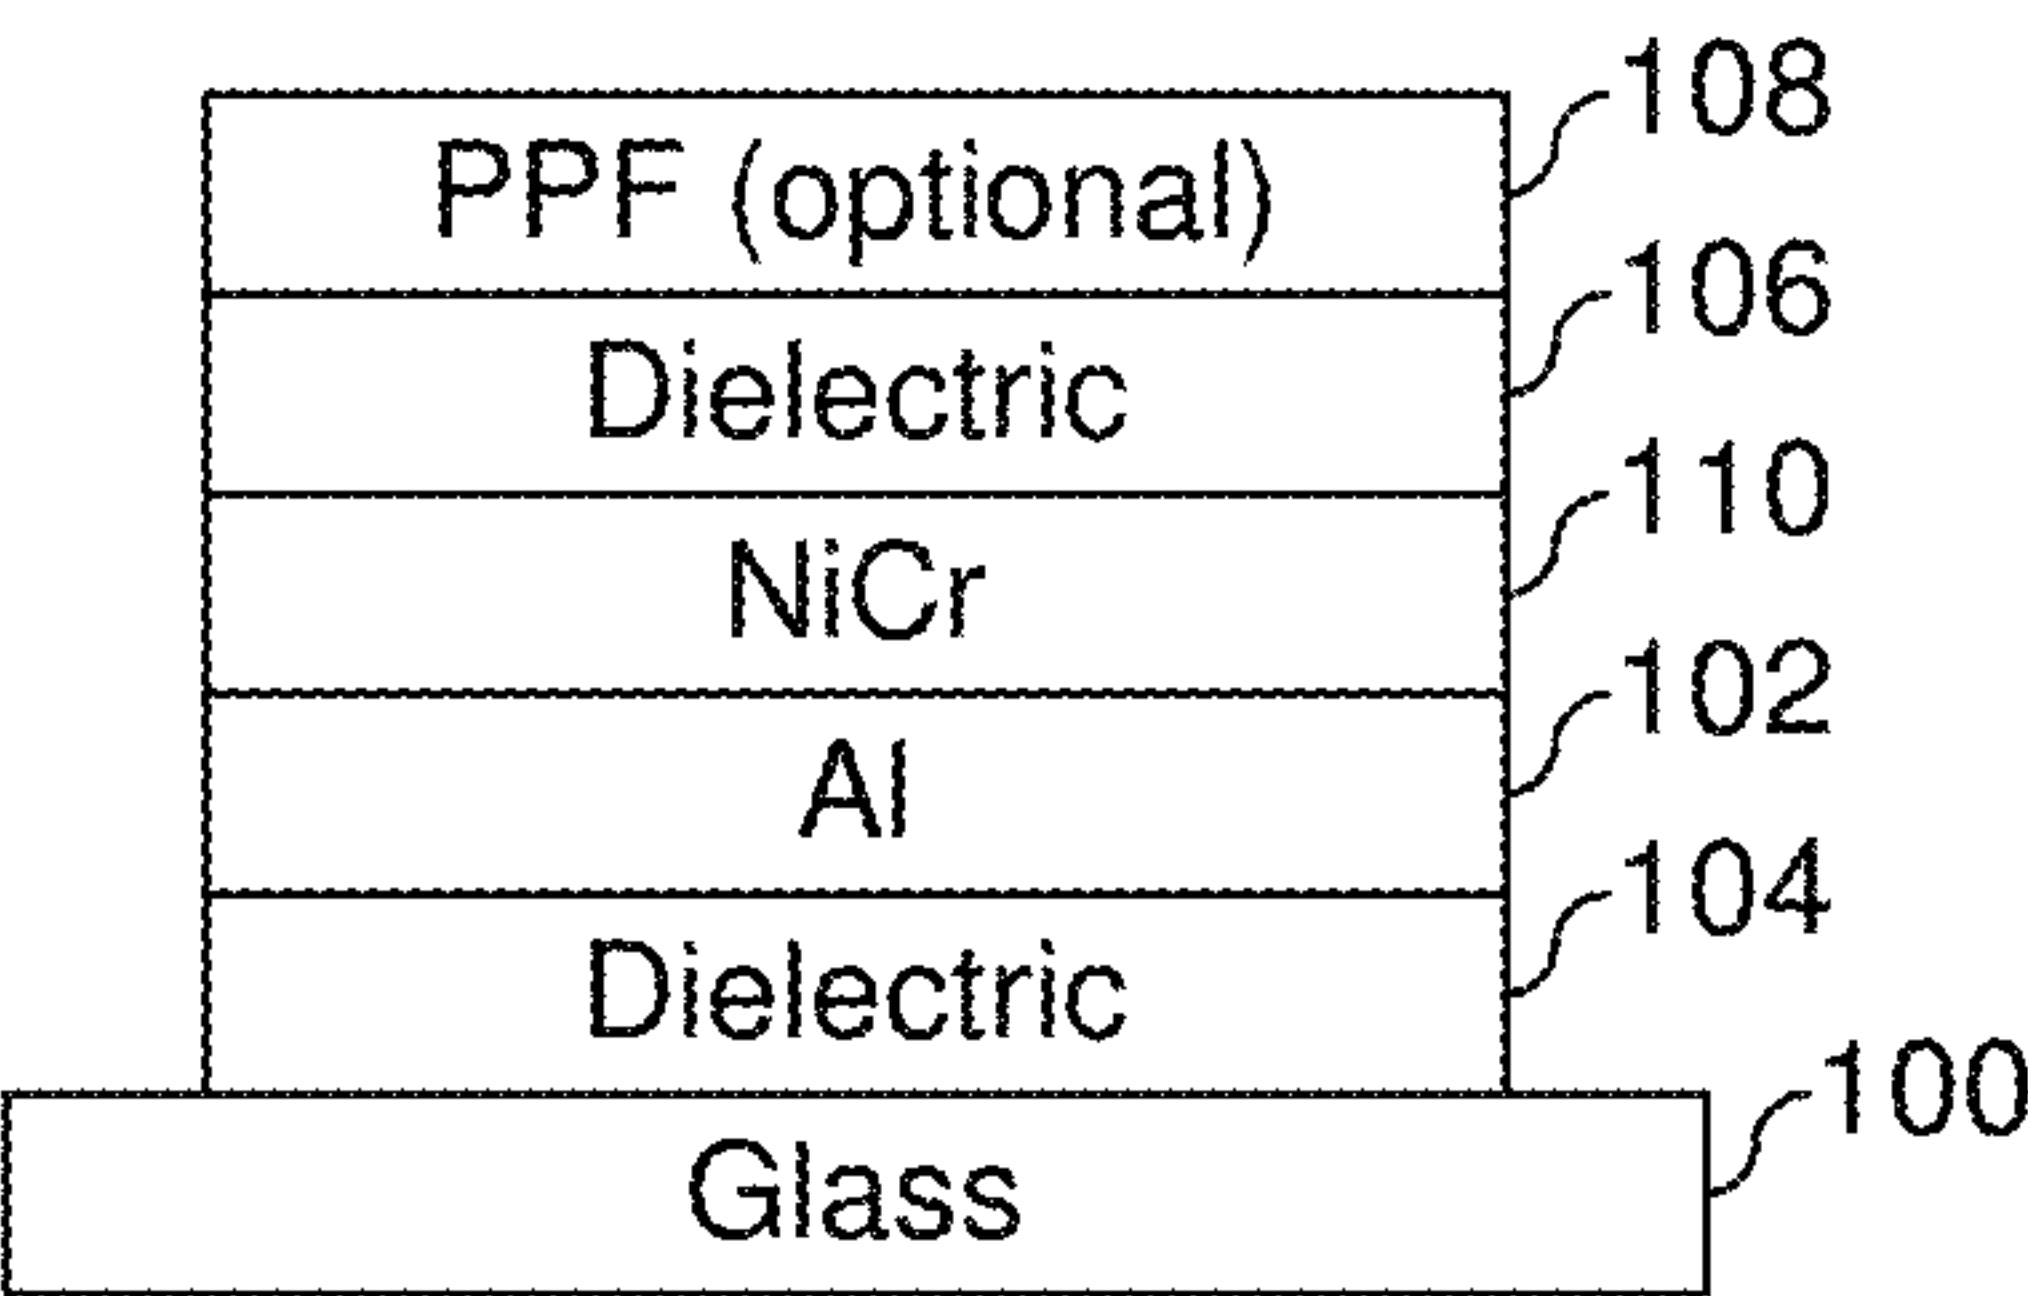 108
PPF (optional)
106
Dielectric
110
NiCr
102
Al
104
Dielectric
100
Glass